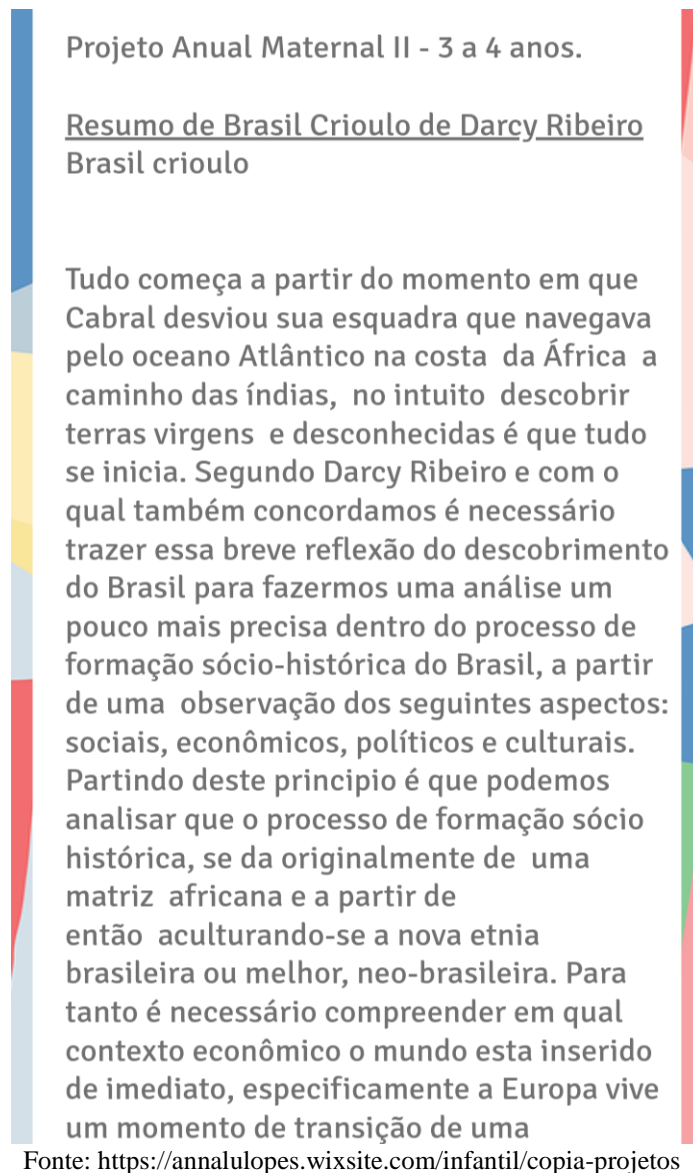 Projeto Anual Maternal II - 3 a 4 anos.
Resumo de Brasil Crioulo de Darcy Ribeiro
Brasil crioulo
Tudo começa a partir do momento em que
Cabral desviou sua esquadra que navegava
pelo oceano Atlântico na costa da África a
caminho das índias, no intuito descobrir
terras virgens e desconhecidas é que tudo
se inicia. Segundo Darcy Ribeiro e com o
qual também concordamos é necessário
trazer essa breve reflexão do descobrimento
do Brasil para fazermos uma análise um
pouco mais precisa dentro do processo de
formação sócio-histórica do Brasil, a partir
de uma observação dos seguintes aspectos:
sociais, econômicos, políticos e culturais.
Partindo deste principio é que podemos
analisar que o processo de formação sócio
histórica, se da originalmente de uma
matriz africana e a partir de
então aculturando-se a nova etnia
brasileira ou melhor, neo-brasileira. Para
tanto é necessário compreender em qual
contexto econômico o mundo esta inserido
de imediato, especificamente a Europa vive
um momento de transição de uma
Fonte: https://annalulopes.wixsite.com/infantil/copia-projetos